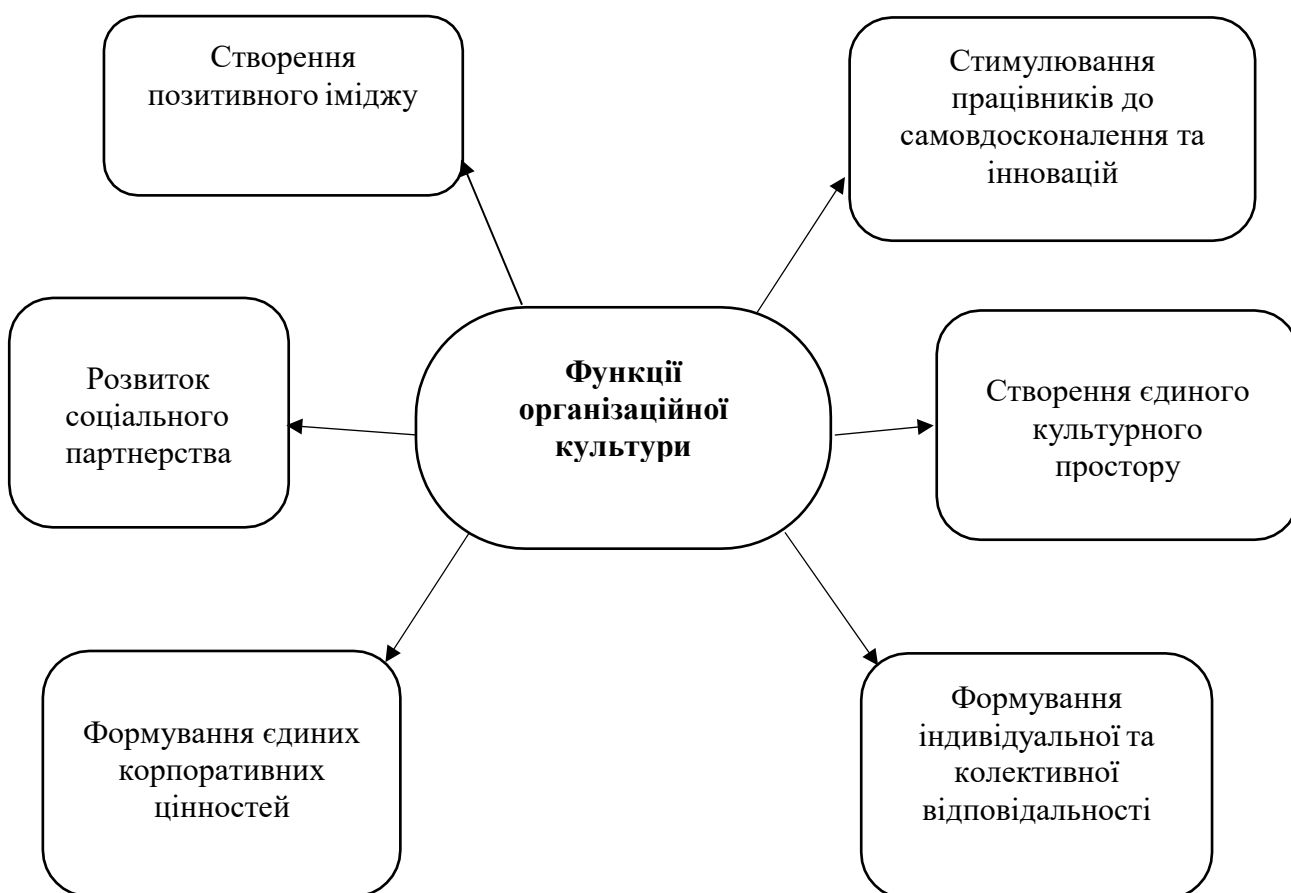 Створення
позитивного іміджу
Стимулювання
працівників до
самовдосконалення та
інновацій
Розвиток
соціального
партнерства
Функції
організаційної
культури
Створення єдиного
культурного
простору
Формування єдиних
корпоративних
цінностей
Формування
індивідуальної та
колективної
відповідальності